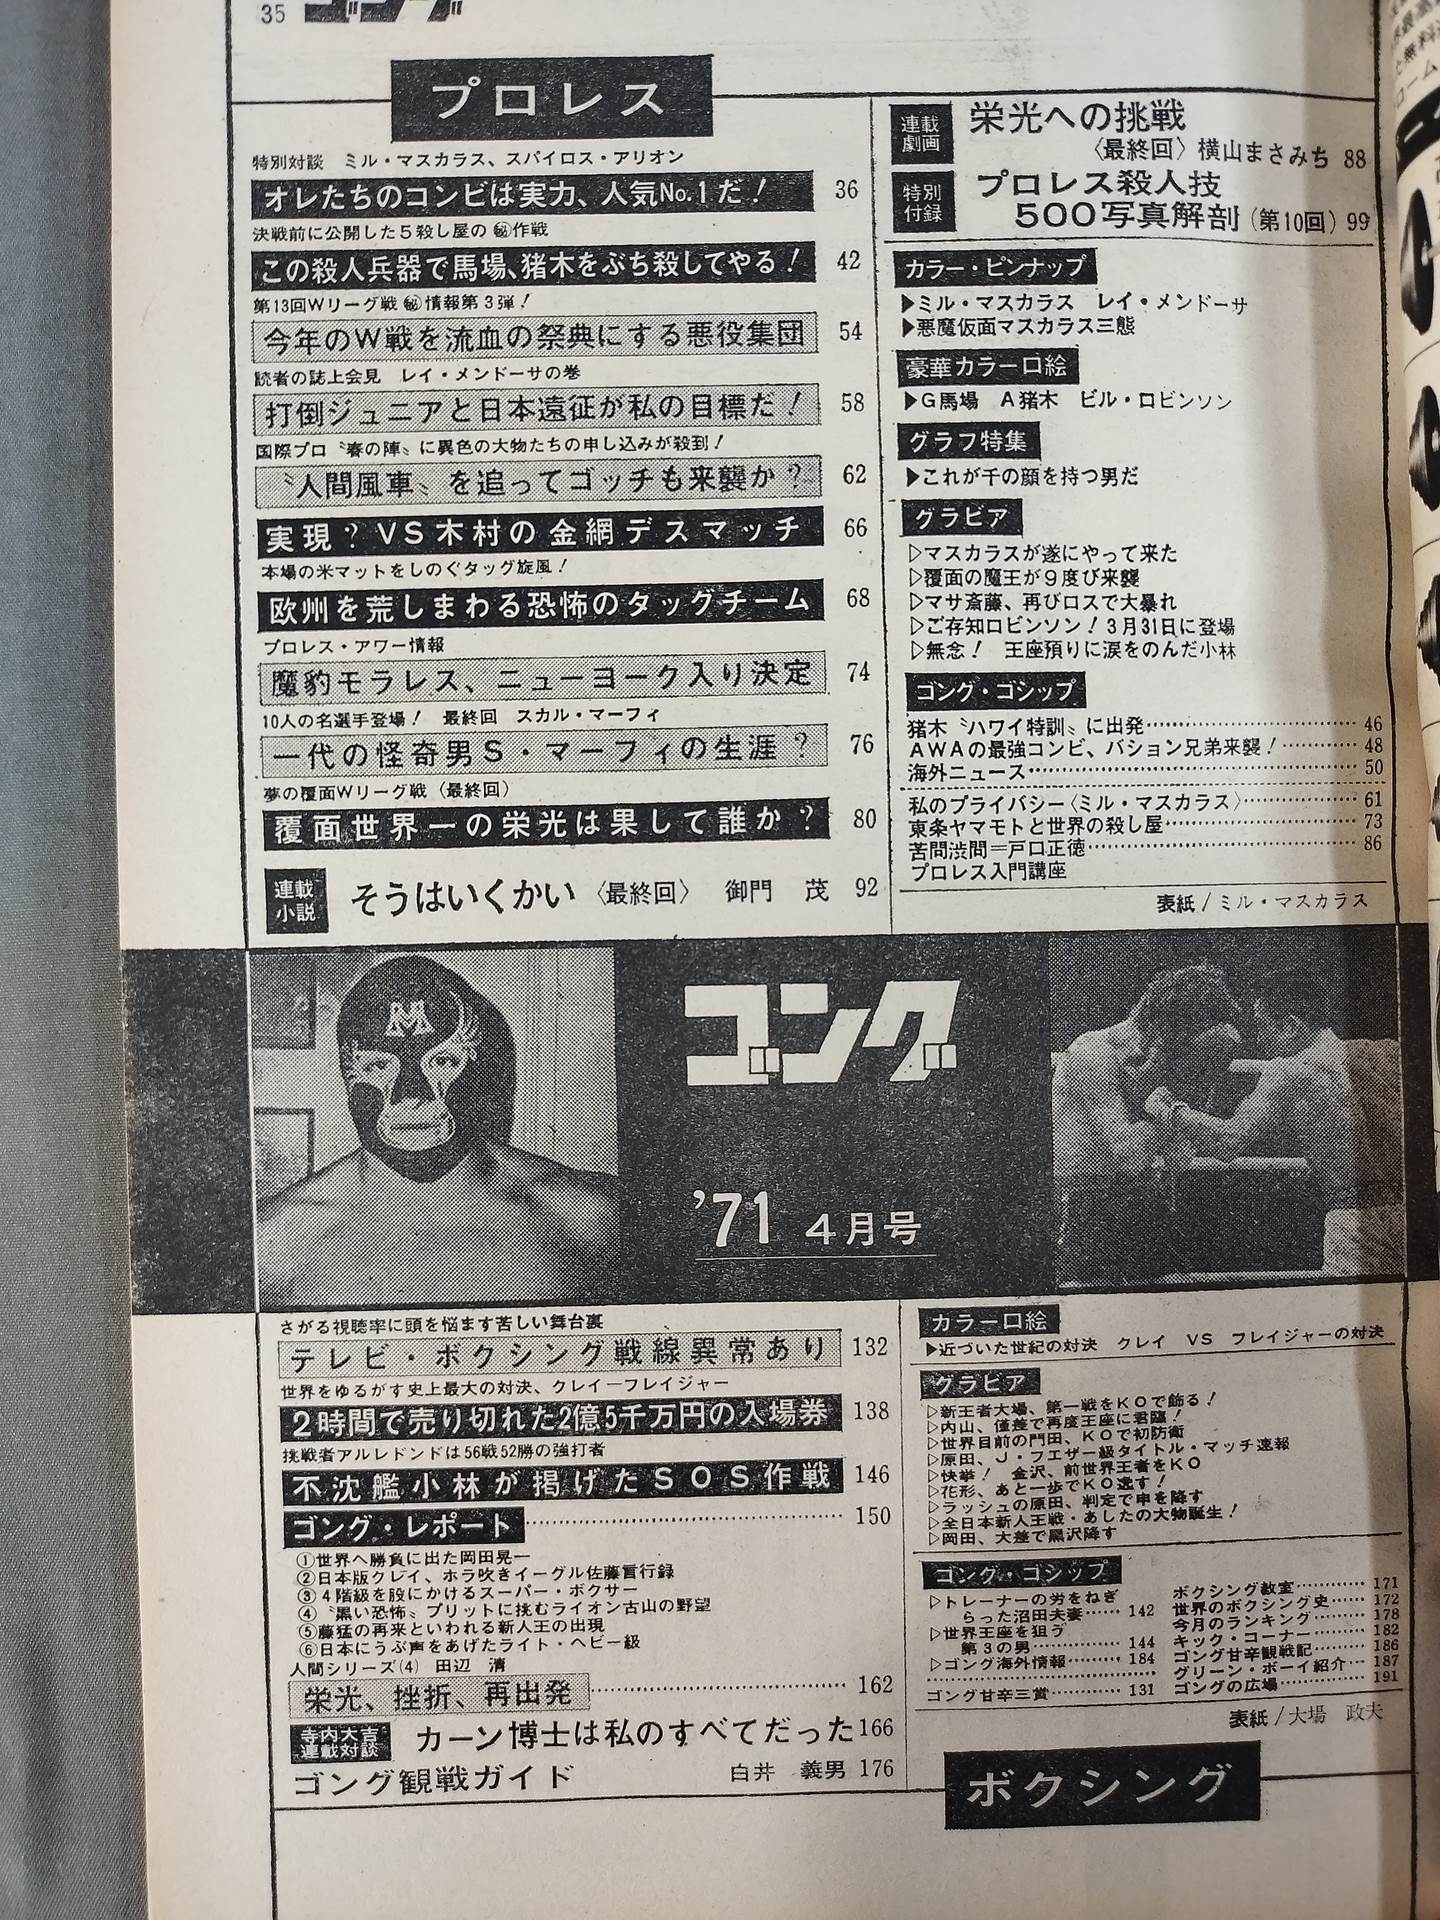 35 ゴング
プロレス
特別対談 ミル・マスカラス、スパイロス・アリオン
オレたちのコンビは実力、人気No.1だ! 36
決戦前に公開した5殺し屋の㊙作戦
この殺人兵器で馬場、猪木をぶち殺してやる! 42
第13回Wリーグ戦㊙情報第3弾!
今年のW戦を流血の祭典にする悪役集団 54
読者の誌上会見 レイ・メンドーサの巻
打倒ジュニアと日本遠征が私の目標だ! 58
国際プロ〝春の陣〟に異色の大物たちの申し込みが殺到!
〝人間風車〟を追ってゴッチも来襲か? 62
実現?VS木村の金網デスマッチ 66
本場の米マットをしのぐタッグ旋風!
欧州を荒しまわる恐怖のタッグチーム 68
プロレス・アワー情報
魔豹モラレス、ニューヨーク入り決定 74
10人の名選手登場! 最終回 スカル・マーフィ
一代の怪奇男S・マーフィの生涯? 76
夢の覆面Wリーグ戦〈最終回〉
覆面世界一の栄光は果して誰か? 80
連載小説 そうはいくかい〈最終回〉 御門 茂 92
連載劇画 栄光への挑戦
〈最終回〉横山まさみち 88
特別付録 プロレス殺人技
500写真解剖(第10回) 99
カラー・ピンナップ
▶ミル・マスカラス レイ・メンドーサ
▶悪魔仮面マスカラス三態
豪華カラー口絵
▶G馬場 A猪木 ビル・ロビンソン
グラフ特集
▶これが千の顔を持つ男だ
グラビア
▷マスカラスが遂にやって来た
▷覆面の魔王が9度び来襲
▷マサ斎藤、再びロスで大暴れ
▷ご存知ロビンソン!3月31日に登場
▷無念! 王座預りに涙をのんだ小林
ゴング・ゴシップ
猪木〝ハワイ特訓〟に出発……46
AWAの最強コンビ、バション兄弟来襲!……48
海外ニュース……50
私のプライバシー〈ミル・マスカラス〉……61
東条ヤマモトと世界の殺し屋……73
苦問渋問=戸口正徳……86
プロレス入門講座
表紙/ミル・マスカラス
M
ゴング
'71 4月号
さがる視聴率に頭を悩ます苦しい舞台裏
テレビ・ボクシング戦線異常あり 132
世界をゆるがす史上最大の対決、クレイーフレイジャー
2時間で売り切れた2億5千万円の入場券 138
挑戦者アルレドンドは56戦52勝の強打者
不沈艦小林が掲げたSOS作戦 146
ゴング・レポート……150
①世界へ勝負に出た岡田晃一
②日本版クレイ、ホラ吹きイーグル佐藤言行録
③4階級を股にかけるスーパー・ボクサー
④〝黒い恐怖〟ブリットに挑むライオン古山の野望
⑤藤猛の再来といわれる新人王の出現
⑥日本にうぶ声をあげたライト・ヘビー級
人間シリーズ(4) 田辺 清
栄光、挫折、再出発……162
寺内大吉連載対談 カーン博士は私のすべてだった 166
ゴング観戦ガイド 白井 義男 176
カラー口絵
▶近づいた世紀の対決 クレイ VS フレイジャーの対決
グラビア
▷新王者大場、第一戦をKOで飾る!
▷内山、僅差で再度王座に君臨!
▷世界目前の門田、KOで初防衛
▷原田、J・フエザー級タイトル・マッチ速報
▷快挙! 金沢、前世界王者をKO
▷花形、あと一歩でKO逸す!
▷ラッシュの原田、判定で申を降す
▷全日本新人王戦・あしたの大物誕生!
▷岡田、大差で黒沢降す
ゴング・ゴシップ
▷トレーナーの労をねぎらった沼田夫妻……142
▷世界王座を狙う第3の男……144
▷ゴング海外情報……184
ゴング甘辛三賞……131
ボクシング教室……171
世界のボクシング史……172
今月のランキング……178
キック・コーナー……182
ゴング甘辛観戦記……186
グリーン・ボーイ紹介……187
ゴングの広場……191
表紙/大場 政夫
ボクシング